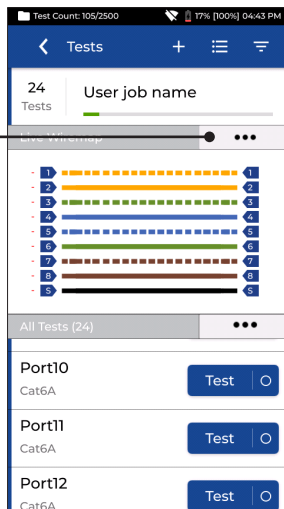 Test Count: 105/2500 17% [100%] 04:43 PM
Tests
24
Tests
User job name
Live Wiremap
- 1 1
- 2 2
- 3 3
- 4 4
- 5 5
- 6 6
- 7 7
- 8 8
- S S
All Tests (24)
Port10
Cat6A
Test
Port11
Cat6A
Test
Port12
Cat6A
Test